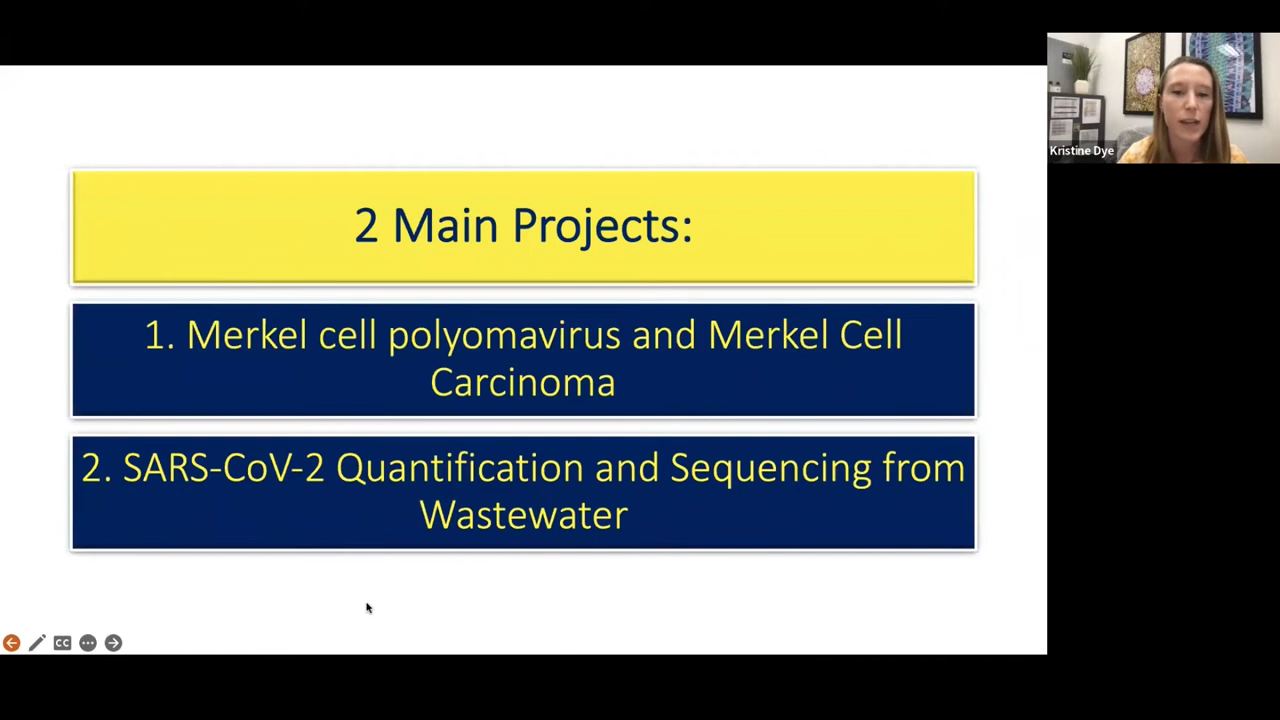 2 Main Projects:
1. Merkel cell polyomavirus and Merkel Cell
Carcinoma
2. SARS-CoV-2 Quantification and Sequencing from
Wastewater
Kristine Dye
CC